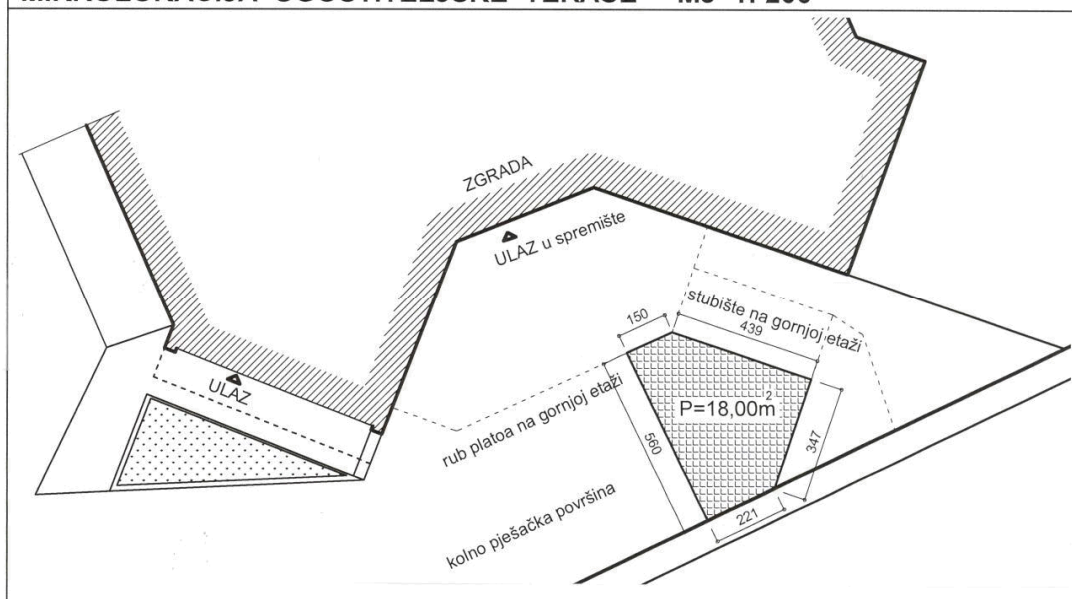 ZGRADA
ULAZ u spremište
stubište na gornjoj etaži
150
439
ULAZ
rub platoa na gornjoj etaži
P=18,00m²
560
347
221
kolno pješačka površina